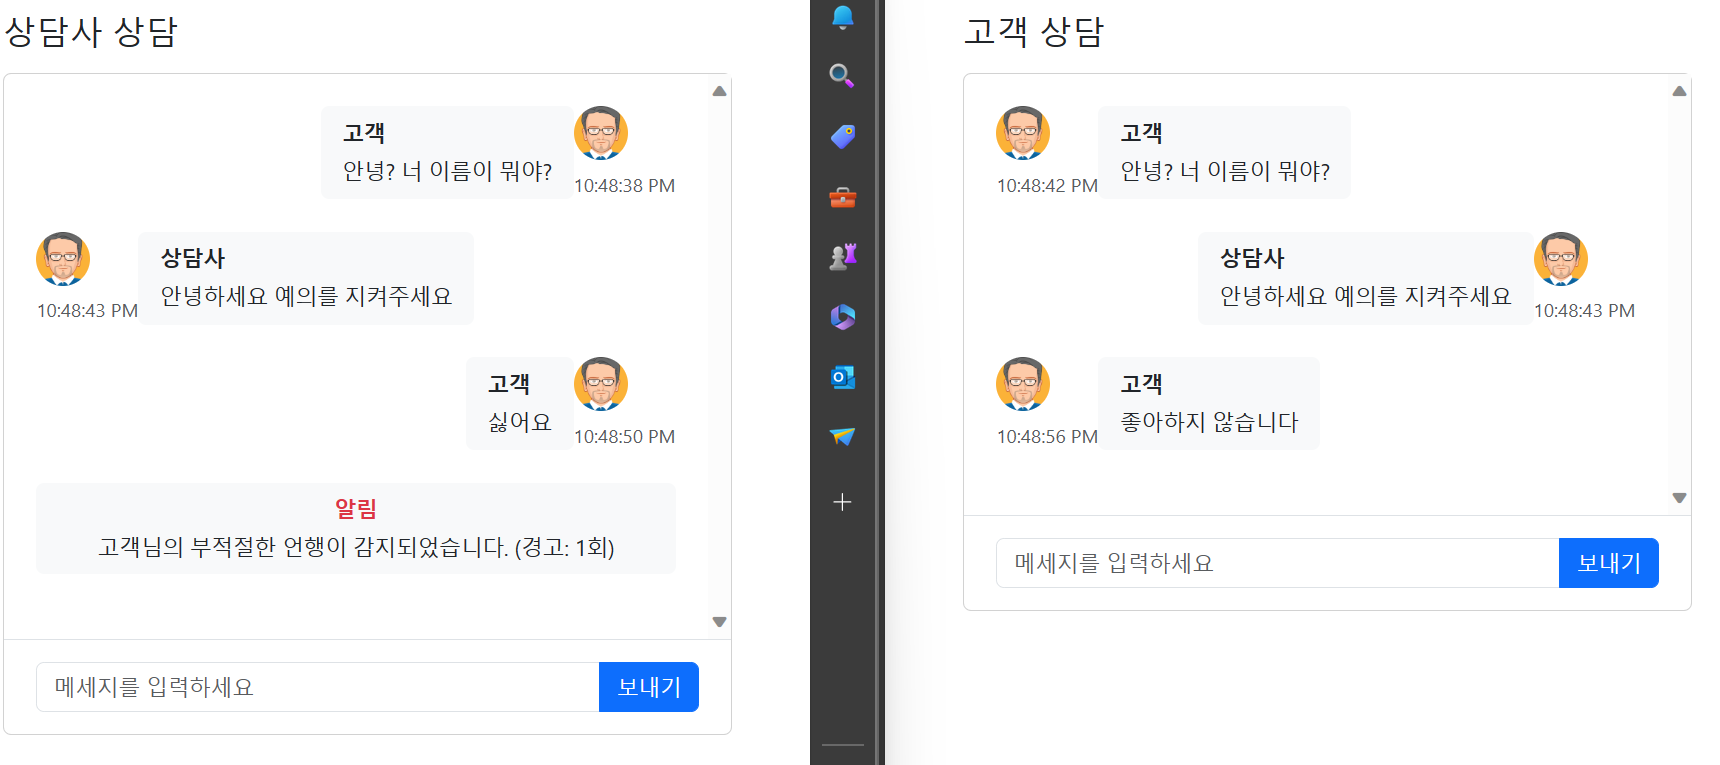 상담사 상담
고객
안녕? 너 이름이 뭐야?
10:48:38 PM
상담사
안녕하세요 예의를 지켜주세요
10:48:43 PM
고객
싫어요
10:48:50 PM
알림
고객님의 부적절한 언행이 감지되었습니다. (경고: 1회)
메세지를 입력하세요
보내기
고객 상담
고객
안녕? 너 이름이 뭐야?
10:48:42 PM
상담사
안녕하세요 예의를 지켜주세요
10:48:43 PM
고객
좋아하지 않습니다
10:48:56 PM
메세지를 입력하세요
보내기